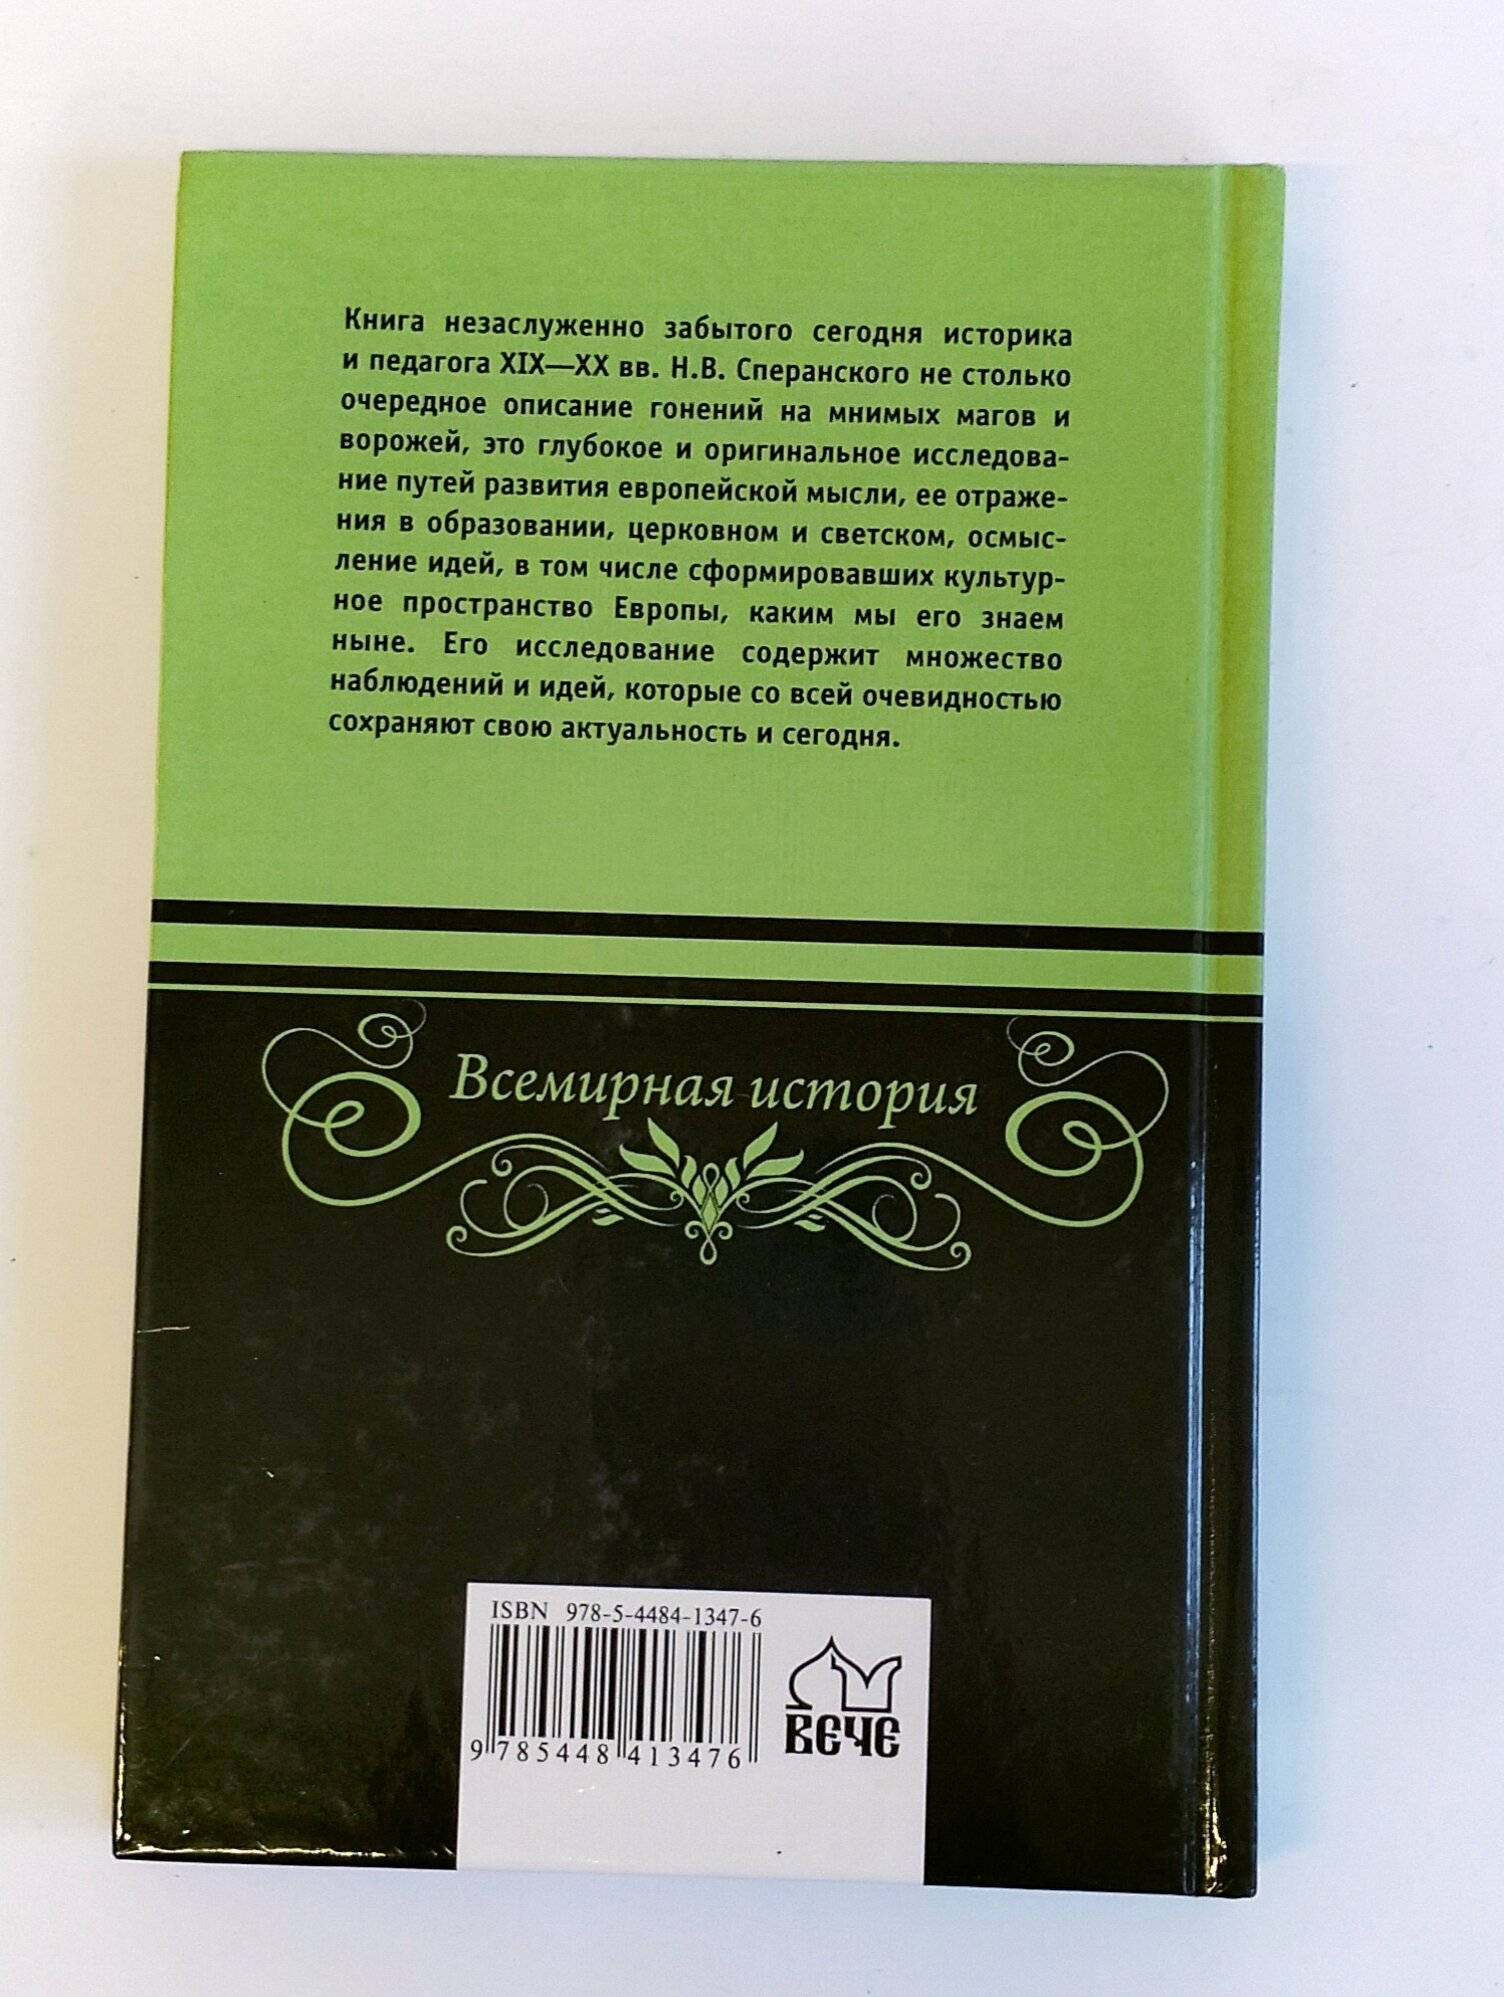 Книга незаслуженно забытого сегодня историка
и педагога XIX—XX вв. Н.В. Сперанского не столько
очередное описание гонений на мнимых магов и
ворожей, это глубокое и оригинальное исследова-
ние путей развития европейской мысли, ее отраже-
ния в образовании, церковном и светском, осмыс-
ление идей, в том числе сформировавших культур-
ное пространство Европы, каким мы его знаем
ныне. Его исследование содержит множество
наблюдений и идей, которые со всей очевидностью
сохраняют свою актуальность и сегодня.
Всемирная история
ISBN 978-5-4484-1347-6
9 785448 413476
ВЕЧЕ